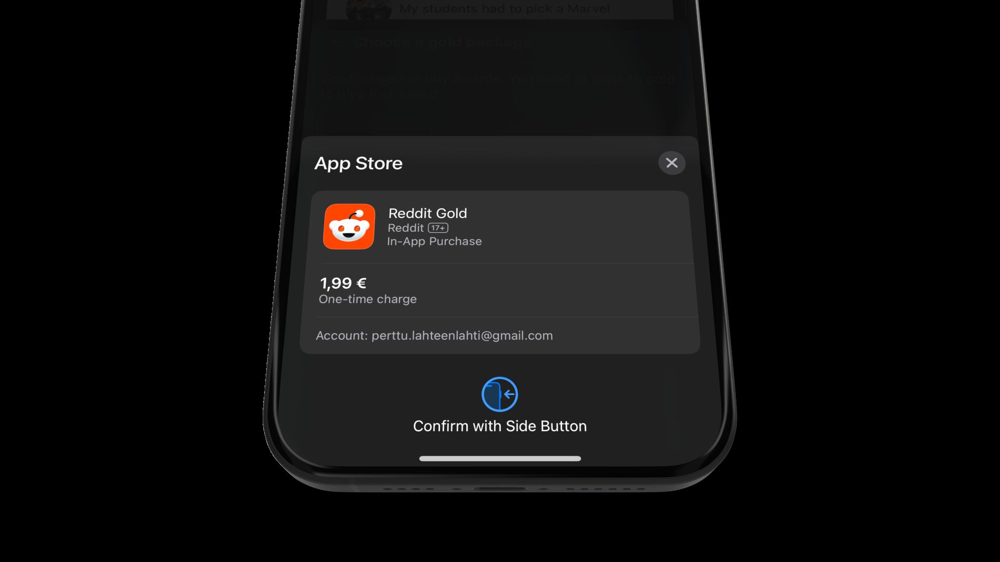 My students had to pick a Marvel
← Choose a gold package
Gold is used to buy awards. You need at least 15 gold
to give this award
App Store
Reddit Gold
Reddit 17+
In-App Purchase
1,99 €
One-time charge
Account: perttu.lahteenlahti@gmail.com
Confirm with Side Button